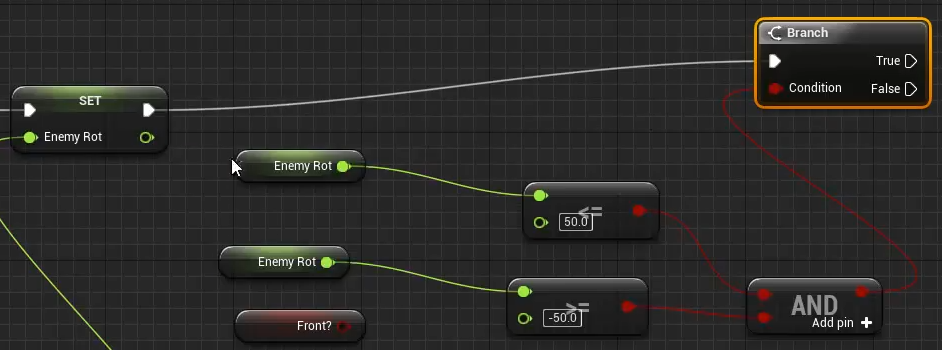 Branch
True
Condition
False
SET
Enemy Rot
Enemy Rot
<=
50.0
Enemy Rot
>=
-50.0
AND
Add pin +
Front?